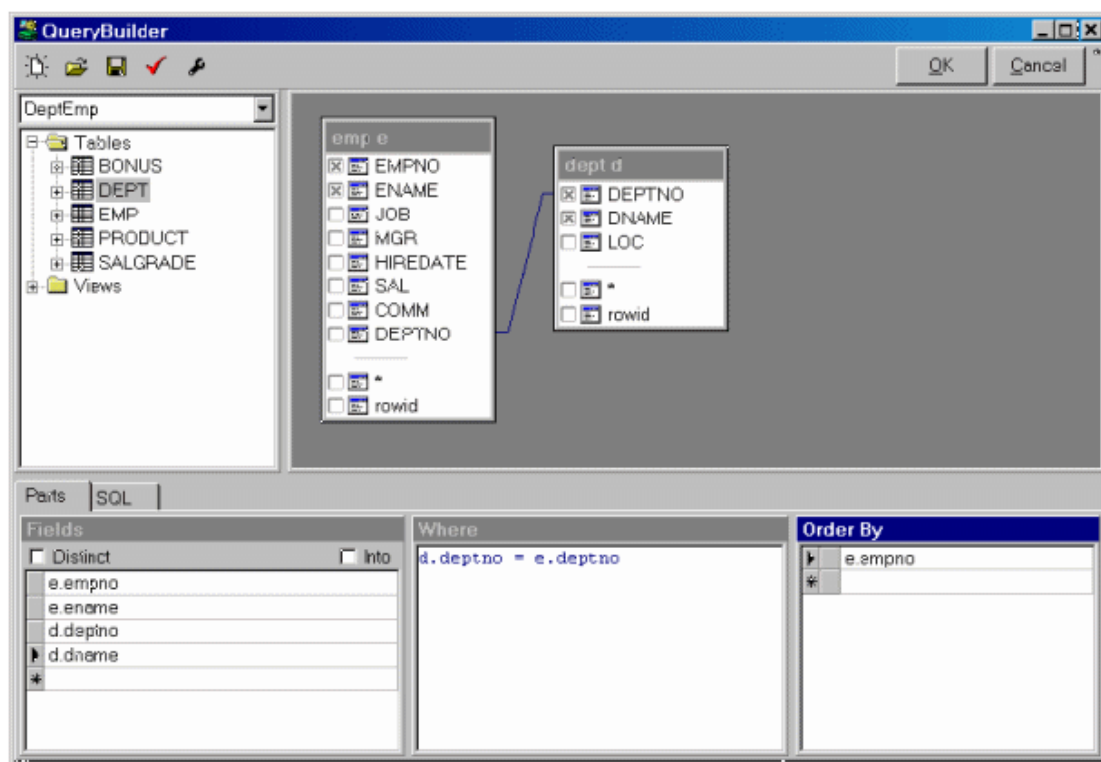 QueryBuilder
OK
Cancel
DeptEmp
Tables
BONUS
DEPT
EMP
PRODUCT
SALGRADE
Views
emp e
EMPNO
ENAME
JOB
MGR
HIREDATE
SAL
COMM
DEPTNO
*
rowid
dept d
DEPTNO
DNAME
LOC
*
rowid
Parts
SQL
Fields
Distinct
Into
e.empno
e.ename
d.deptno
d.dname
Where
d.deptno = e.deptno
Order By
e.empno